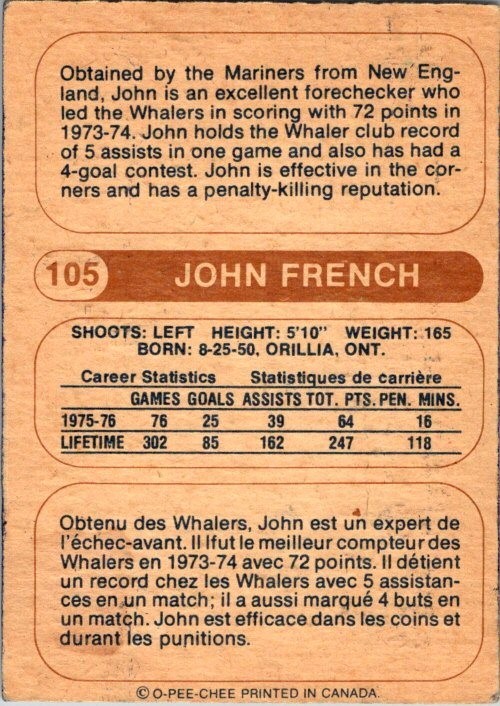 Obtained by the Mariners from New Eng-
land, John is an excellent forechecker who
led the Whalers in scoring with 72 points in
1973-74. John holds the Whaler club record
of 5 assists in one game and also has had a
4-goal contest. John is effective in the cor-
ners and has a penalty-killing reputation.
105 JOHN FRENCH
SHOOTS: LEFT HEIGHT: 5'10" WEIGHT: 165
BORN: 8-25-50, ORILLIA, ONT.
Career Statistics Statistiques de carrière
GAMES GOALS ASSISTS TOT. PTS. PEN. MINS.
1975-76 76 25 39 64 16
LIFETIME 302 85 162 247 118
Obtenu des Whalers, John est un expert de
l'échec-avant. Il lfut le meilleur compteur des
Whalers en 1973-74 avec 72 points. Il détient
un record chez les Whalers avec 5 assistan-
ces en un match; il a aussi marqué 4 buts en
un match. John est efficace dans les coins et
durant les punitions.
© O-PEE-CHEE PRINTED IN CANADA.